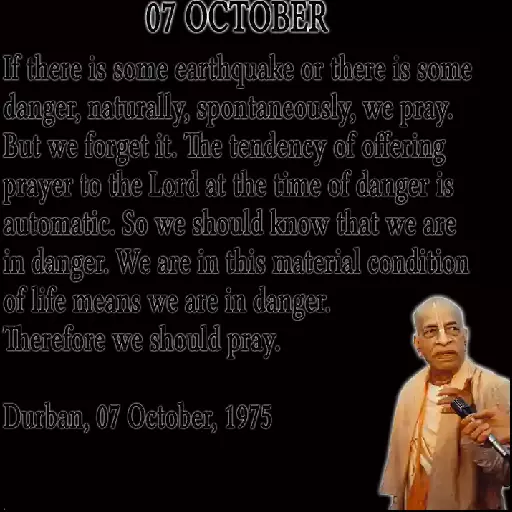 07 OCTOBER
If there is some earthquake or there is some
danger, naturally, spontaneously, we pray.
But we forget it. The tendency of offering
prayer to the Lord at the time of danger is
automatic. So we should know that we are
in danger. We are in this material condition
of life means we are in danger.
Therefore we should pray.
Durban, 07 October, 1975